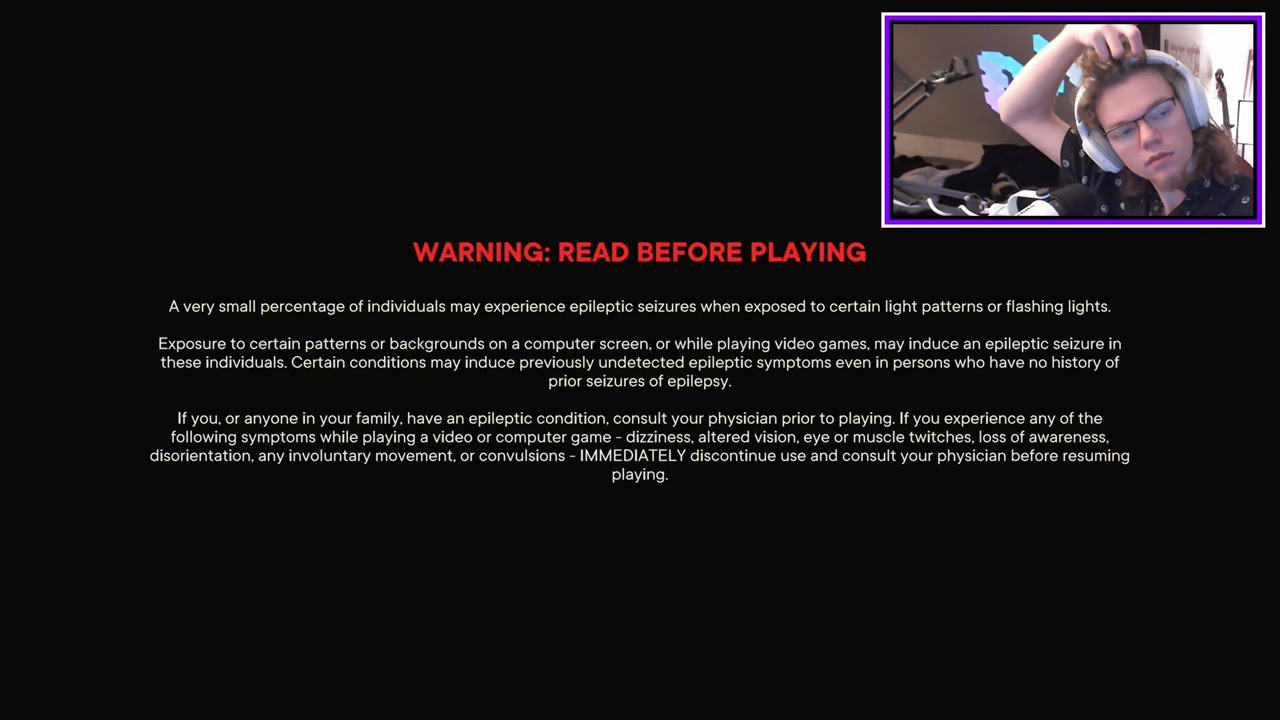 WARNING: READ BEFORE PLAYING
A very small percentage of individuals may experience epileptic seizures when exposed to certain light patterns or flashing lights.
Exposure to certain patterns or backgrounds on a computer screen, or while playing video games, may induce an epileptic seizure in
these individuals. Certain conditions may induce previously undetected epileptic symptoms even in persons who have no history of
prior seizures of epilepsy.
If you, or anyone in your family, have an epileptic condition, consult your physician prior to playing. If you experience any of the
following symptoms while playing a video or computer game - dizziness, altered vision, eye or muscle twitches, loss of awareness,
disorientation, any involuntary movement, or convulsions - IMMEDIATELY discontinue use and consult your physician before resuming
playing.